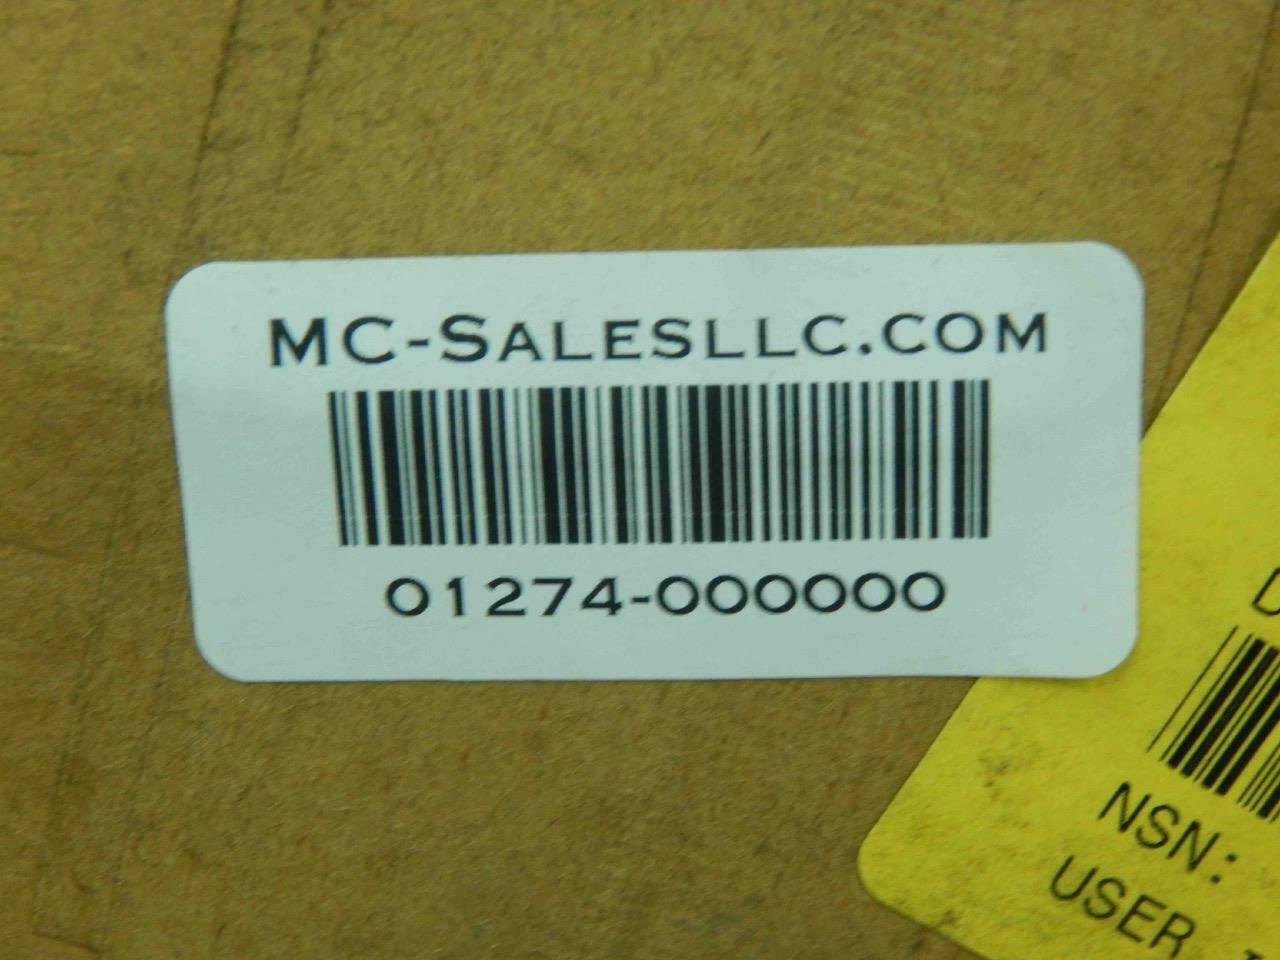 MC-SALESLLC.COM
01274-000000
NSN:
USER